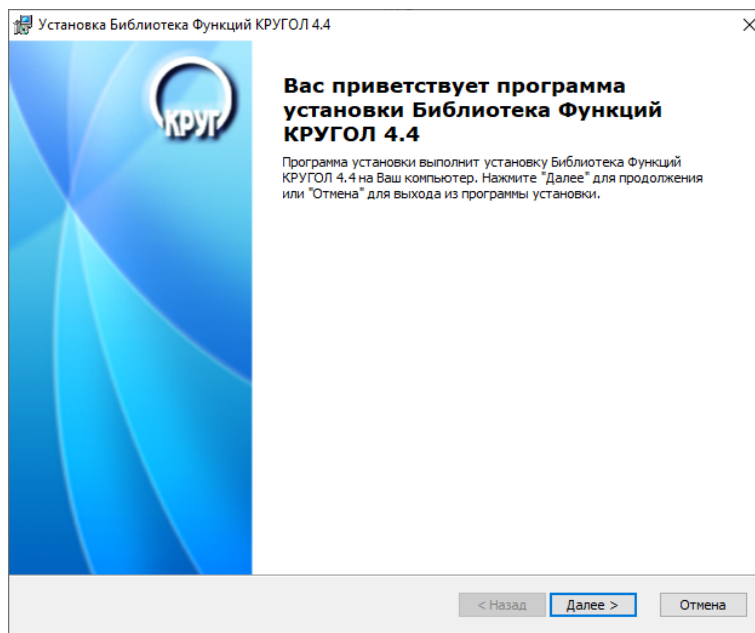 Установка Библиотека Функций КРУГОЛ 4.4
КРУГ
Вас приветствует программа
установки Библиотека Функций
КРУГОЛ 4.4
Программа установки выполнит установку Библиотека Функций
КРУГОЛ 4.4 на Ваш компьютер. Нажмите "Далее" для продолжения
или "Отмена" для выхода из программы установки.
< Назад Далее > Отмена